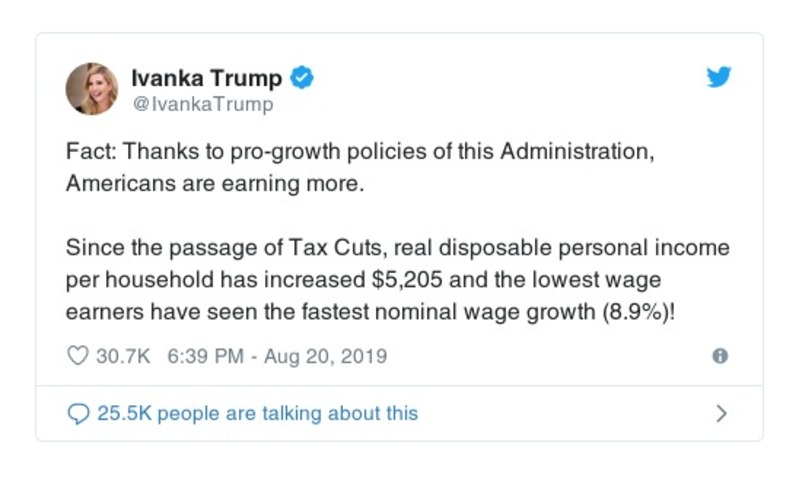 Ivanka Trump
@IvankaTrump
Fact: Thanks to pro-growth policies of this Administration,
Americans are earning more.
Since the passage of Tax Cuts, real disposable personal income
per household has increased $5,205 and the lowest wage
earners have seen the fastest nominal wage growth (8.9%)!
30.7K 6:39 PM - Aug 20, 2019
25.5K people are talking about this